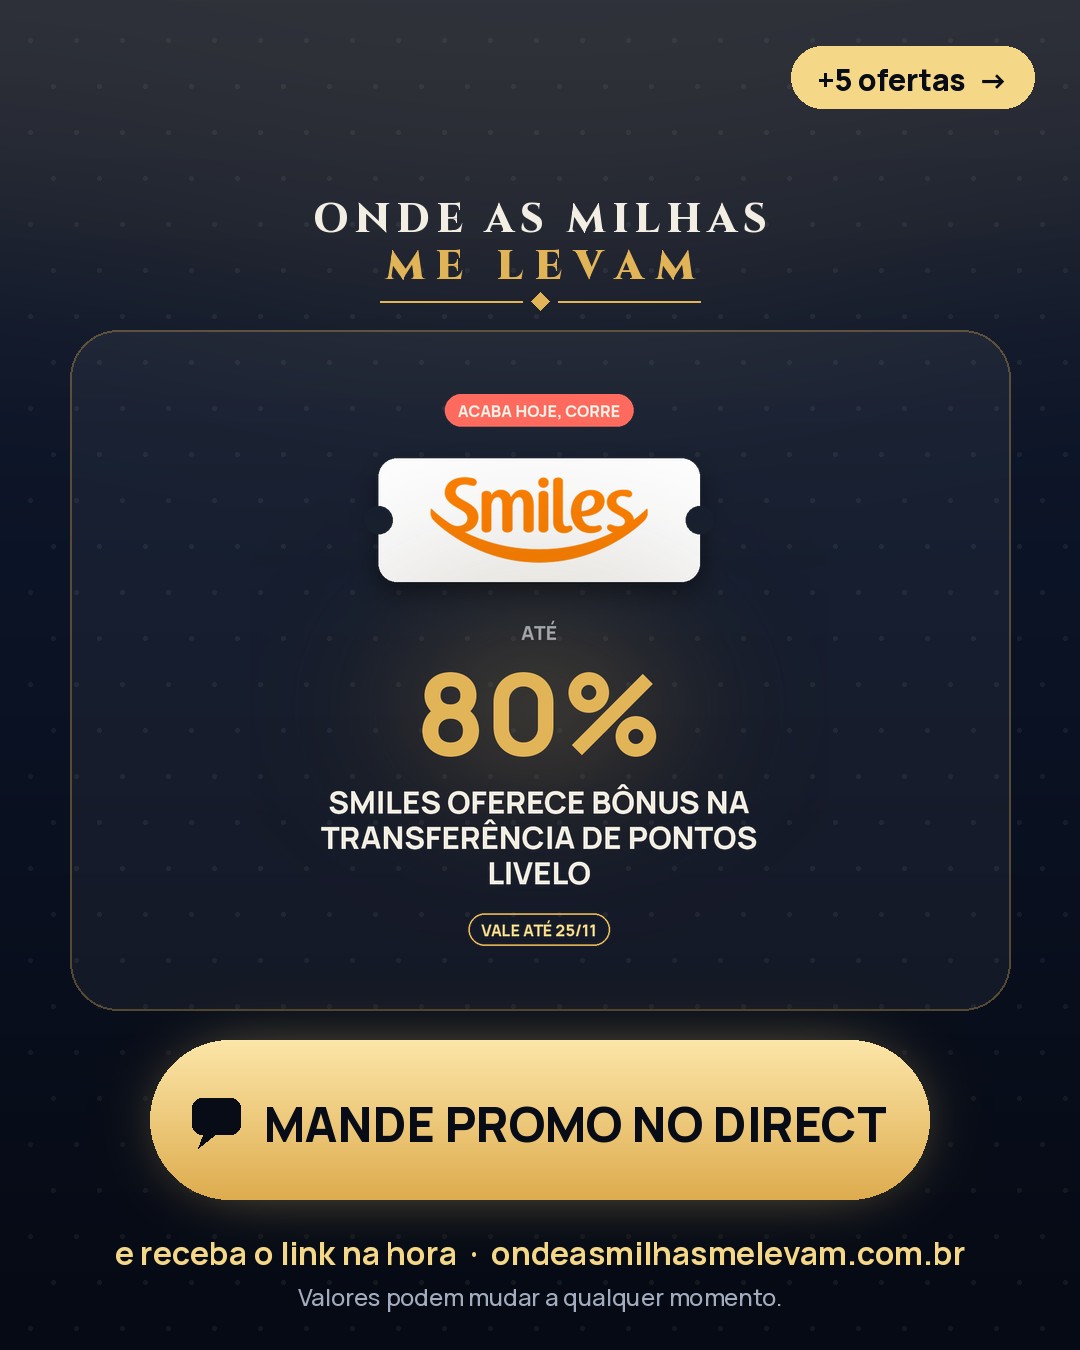 +5 ofertas →
ONDE AS MILHAS
ME LEVAM
ACABA HOJE, CORRE
Smiles
ATÉ
80%
SMILES OFERECE BÔNUS NA
TRANSFERÊNCIA DE PONTOS
LIVELO
VALE ATÉ 25/11
MANDE PROMO NO DIRECT
e receba o link na hora · ondeasmilhasmelevam.com.br
Valores podem mudar a qualquer momento.